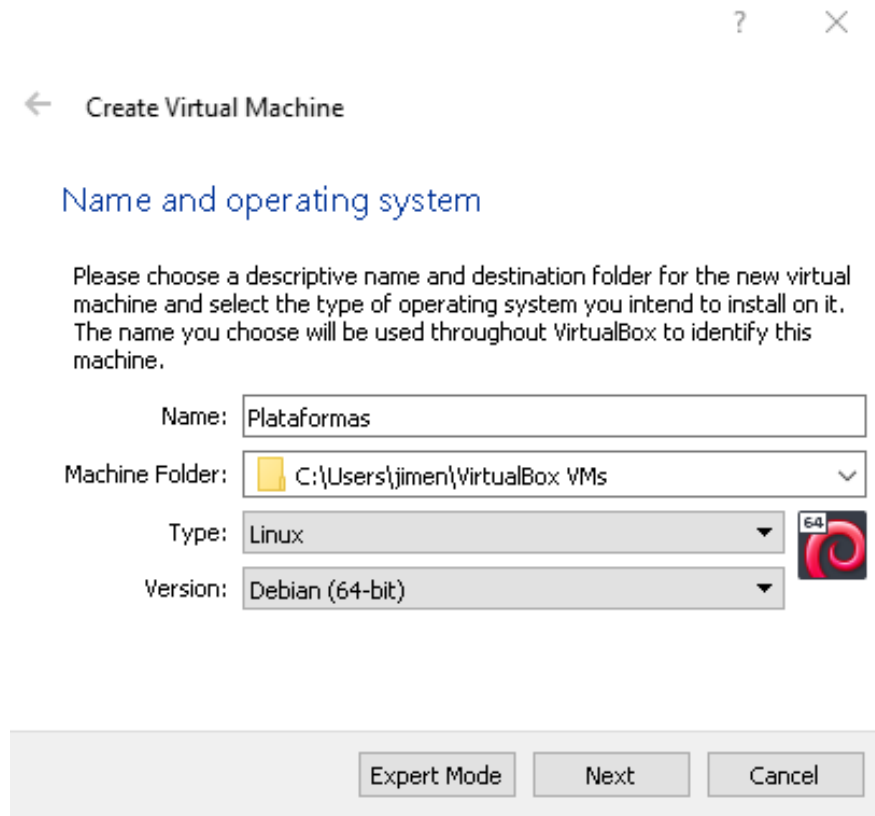 ?
Create Virtual Machine
Name and operating system
Please choose a descriptive name and destination folder for the new virtual
machine and select the type of operating system you intend to install on it.
The name you choose will be used throughout VirtualBox to identify this
machine.
Name: Plataformas
Machine Folder: C:\Users\jimen\VirtualBox VMs
Type: Linux
64
Version: Debian (64-bit)
Expert Mode Next Cancel